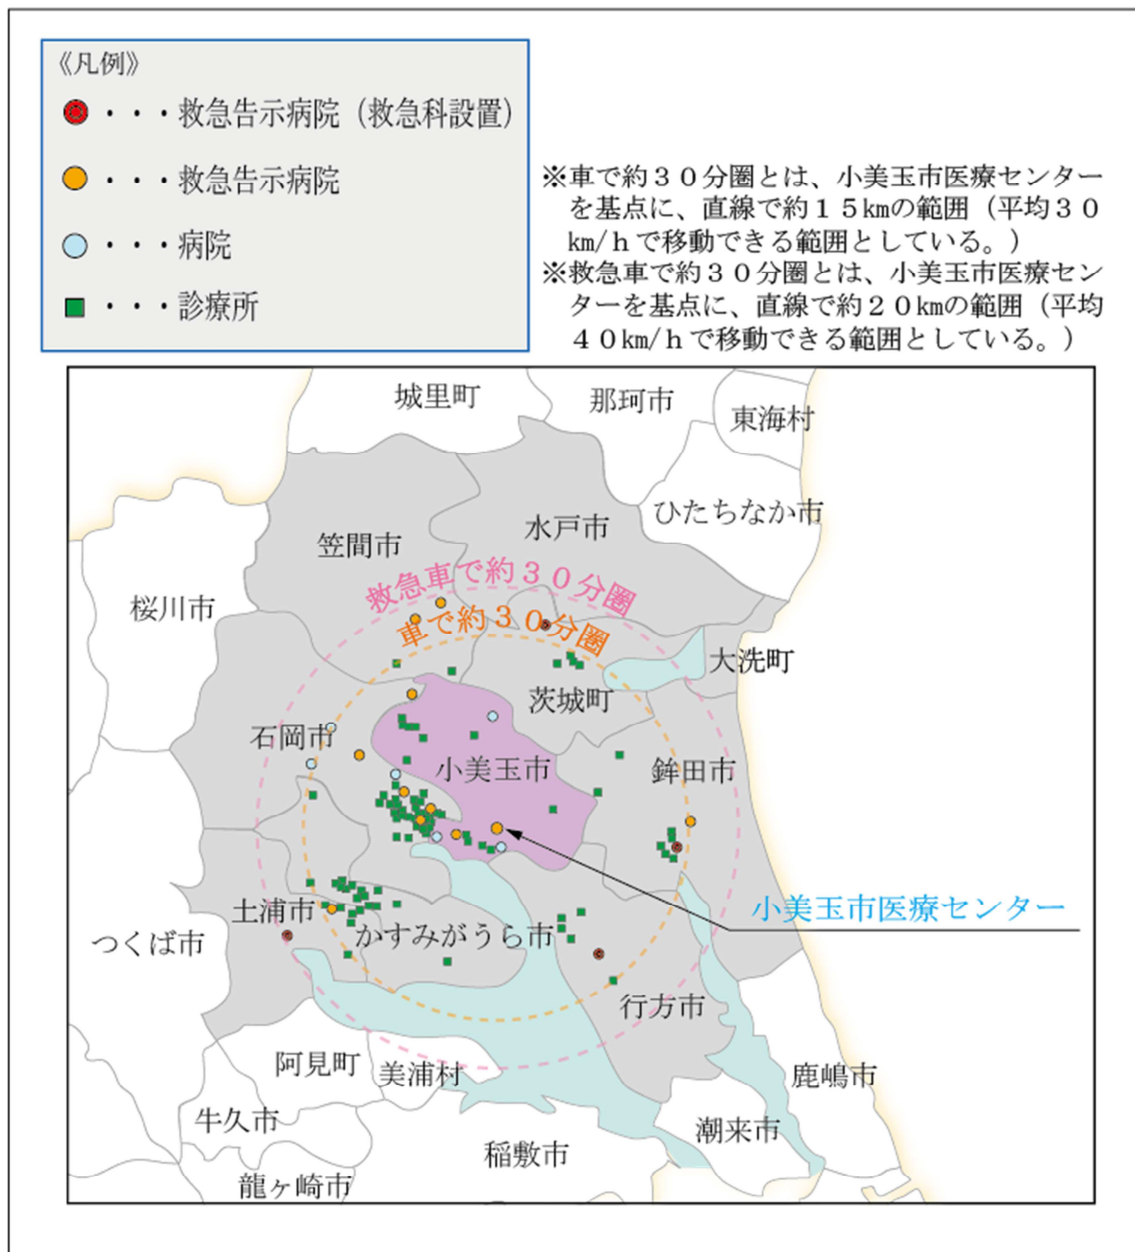 《凡例》
・・・救急告示病院（救急科設置）
・・・救急告示病院
・・・病院
・・・診療所
※車で約３０分圏とは、小美玉市医療センター
を基点に、直線で約１５㎞の範囲（平均３０
㎞/ｈで移動できる範囲としている。）
※救急車で約３０分圏とは、小美玉市医療セン
ターを基点に、直線で約２０㎞の範囲（平均
４０㎞/ｈで移動できる範囲としている。）
城里町
那珂市
東海村
ひたちなか市
水戸市
笠間市
救急車で約３０分圏
桜川市
車で約３０分圏
大洗町
茨城町
石岡市
小美玉市
鉾田市
小美玉市医療センター
土浦市
かすみがうら市
つくば市
行方市
阿見町
美浦村
鹿嶋市
牛久市
潮来市
稲敷市
龍ヶ崎市